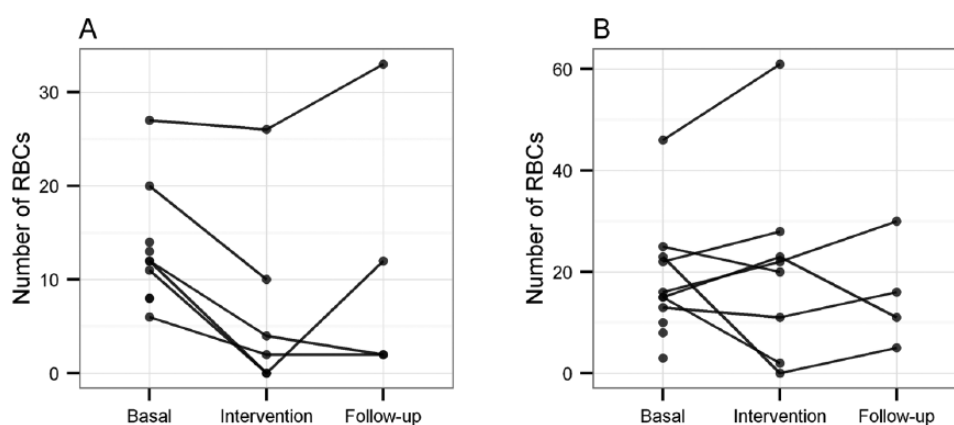 A
Number of RBCs
30
20
10
0
Basal Intervention Follow-up
B
Number of RBCs
60
40
20
0
Basal Intervention Follow-up